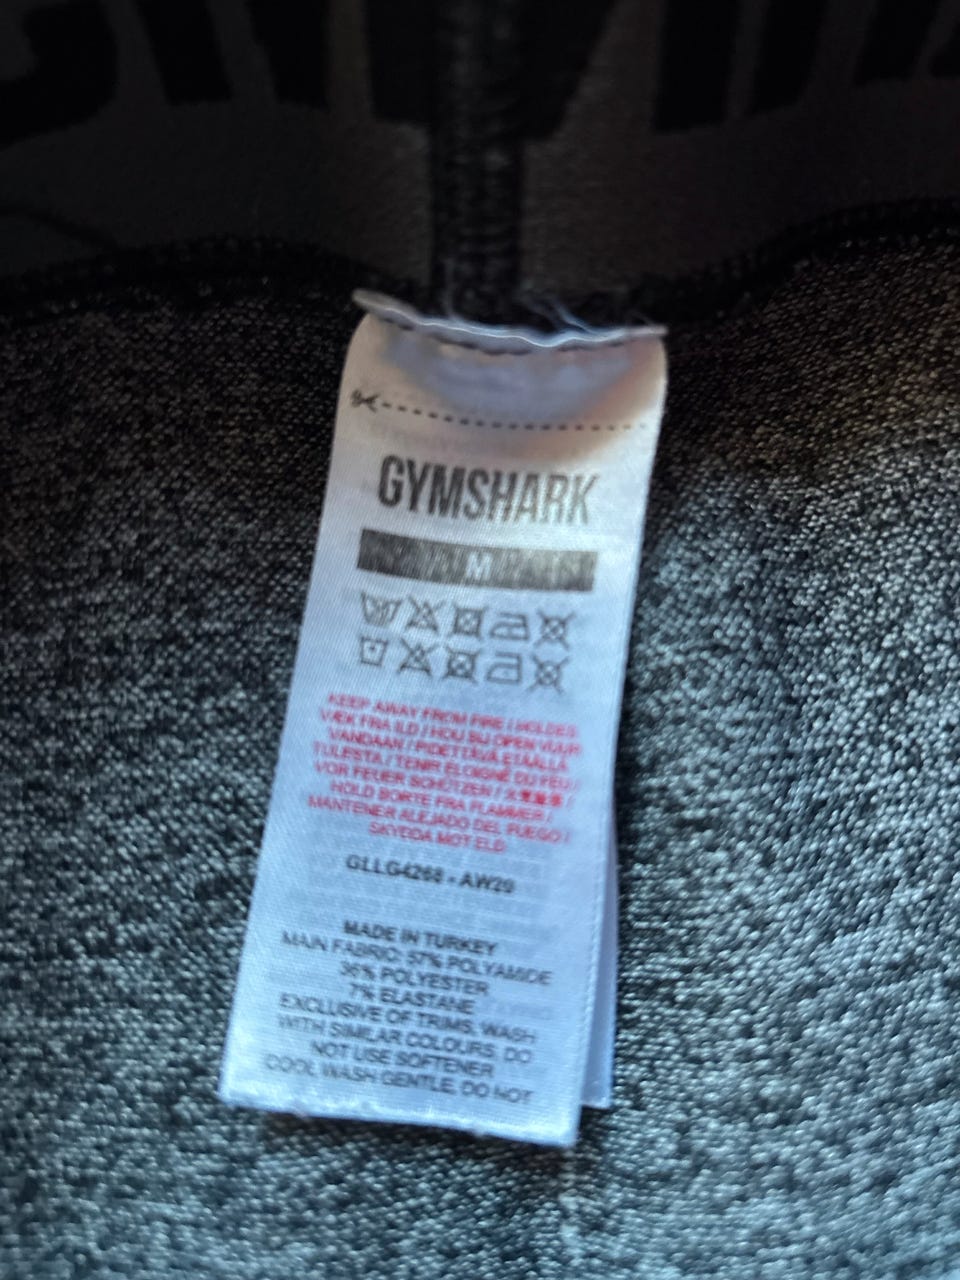 GYMSHARK
M
KEEP AWAY FROM FIRE / HOLDES
VÆK FRA ILD / HOU BIJ OPEN VUUR
VANDAAN / PIDETTÄVÄ ETÄÄLLÄ
TULESTA / TENIR ÉLOIGNÉ DU FEU /
VOR FEUER SCHÜTZEN /
HOLD BORTE FRA FLAMMER /
MANTENER ALEJADO DEL FUEGO /
SKYDDA MOT ELD
GLLG4268 - AW20
MADE IN TURKEY
MAIN FABRIC: 57% POLYAMIDE
36% POLYESTER
7% ELASTANE
EXCLUSIVE OF TRIMS. WASH
WITH SIMILAR COLOURS. DO
NOT USE SOFTENER
COOL WASH GENTLE. DO NOT